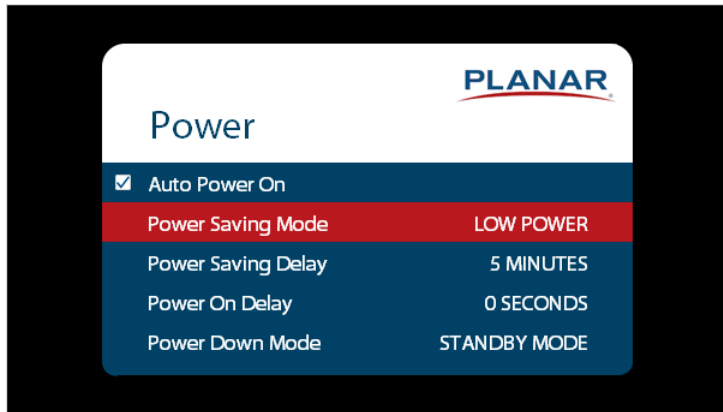 PLANAR
Power
Auto Power On
Power Saving Mode LOW POWER
Power Saving Delay 5 MINUTES
Power On Delay 0 SECONDS
Power Down Mode STANDBY MODE